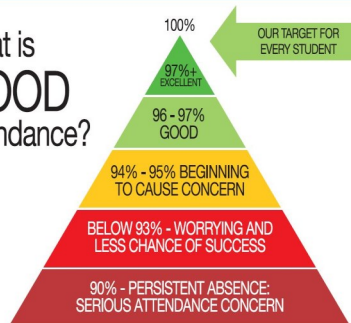 100%
OUR TARGET FOR
EVERY STUDENT
at is
OOD
ndance?
97%+
EXCELLENT
96 - 97%
GOOD
94% - 95% BEGINNING
TO CAUSE CONCERN
BELOW 93% - WORRYING AND
LESS CHANCE OF SUCCESS
90% - PERSISTENT ABSENCE:
SERIOUS ATTENDANCE CONCERN